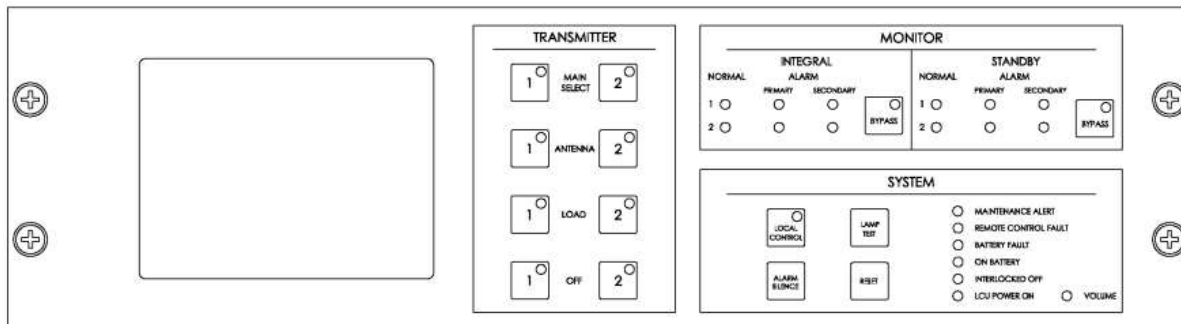 TRANSMITTER
1 MAIN SELECT 2
1 ANTENNA 2
1 LOAD 2
1 OFF 2
MONITOR
INTEGRAL
NORMAL ALARM
PRIMARY SECONDARY
1
2
BYPASS
STANDBY
NORMAL ALARM
PRIMARY SECONDARY
1
2
BYPASS
SYSTEM
LOCAL
CONTROL
LAMP
TEST
ALARM
SILENCE
RESET
MAINTENANCE ALERT
REMOTE CONTROL FAULT
BATTERY FAULT
ON BATTERY
INTERLOCKED OFF
LCU POWER ON
VOLUME